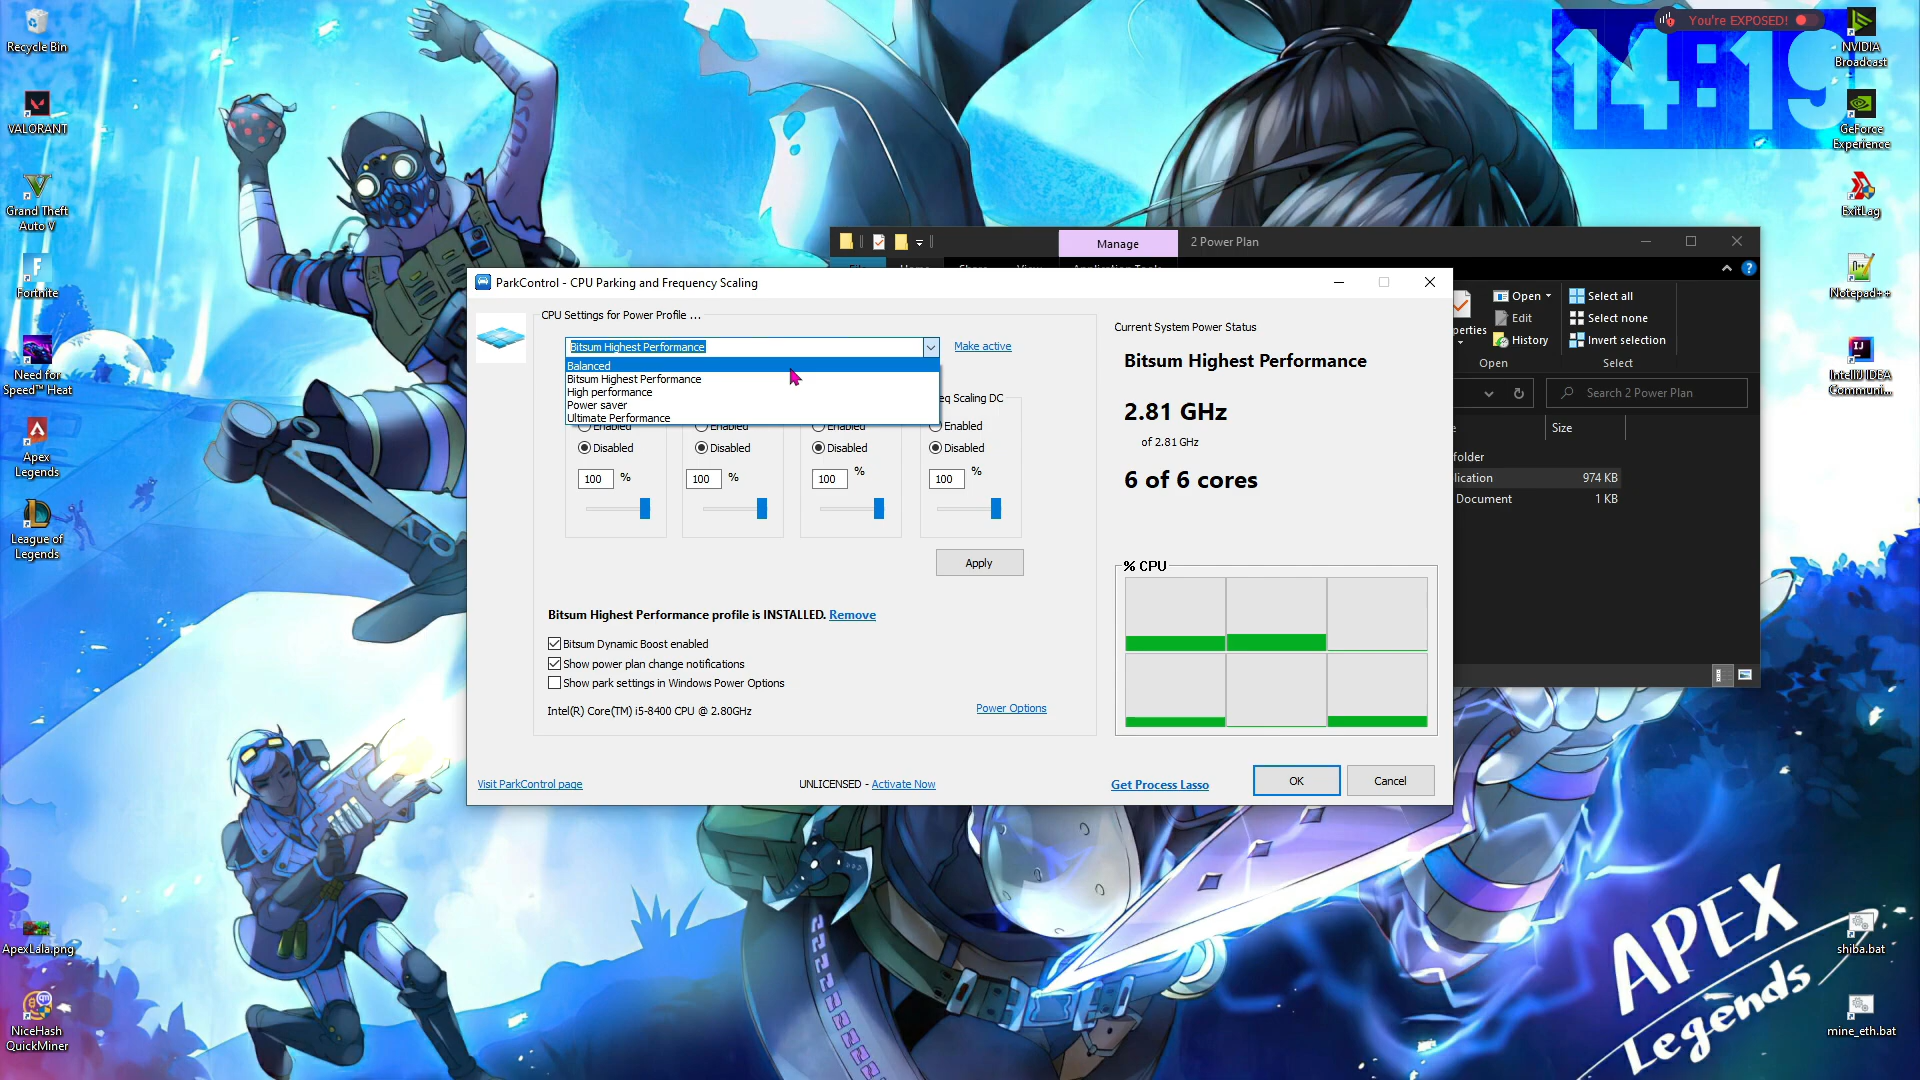 Recycle Bin
VALORANT
Grand Theft
Auto V
Fortnite
Need for
Speed™ Heat
Apex
Legends
League of
Legends
ApexLala.png
NiceHash
QuickMiner
You're EXPOSED!
14:19
NVIDIA
Broadcast
GeForce
Experience
ExitLag
Notepad++
IntelliJ IDEA
Communi...
shiba.bat
mine_eth.bat
Manage
2 Power Plan
Open
Select all
Edit
Select none
History
Invert selection
Open
Select
Search 2 Power Plan
Size
974 KB
Document
1 KB
ParkControl - CPU Parking and Frequency Scaling
CPU Settings for Power Profile ...
Bitsum Highest Performance
Make active
Balanced
Bitsum Highest Performance
High performance
Power saver
Ultimate Performance
Scaling DC
Enabled
Enabled
Enabled
Enabled
Disabled
Disabled
Disabled
Disabled
100 %
100 %
100 %
100 %
Apply
Bitsum Highest Performance profile is INSTALLED. Remove
Bitsum Dynamic Boost enabled
Show power plan change notifications
Show park settings in Windows Power Options
Intel(R) Core(TM) i5-8400 CPU @ 2.80GHz
Power Options
Current System Power Status
Bitsum Highest Performance
2.81 GHz
of 2.81 GHz
6 of 6 cores
% CPU
Visit ParkControl page
UNLICENSED - Activate Now
Get Process Lasso
OK
Cancel
APEX
Legends